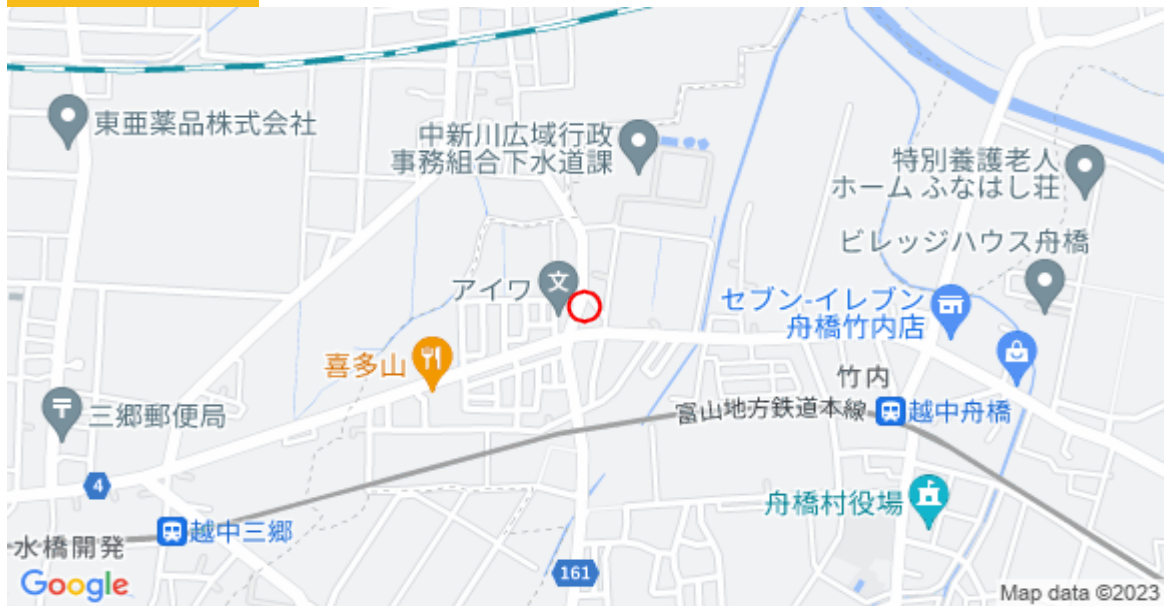 東亜薬品株式会社
中新川広域行政
事務組合下水道課
特別養護老人
ホーム ふなはし荘
ビレッジハウス舟橋
アイワ
文
セブン-イレブン
舟橋竹内店
喜多山
竹内
三郷郵便局
富山地方鉄道本線
越中舟橋
4
舟橋村役場
越中三郷
水橋開発
161
Google
Map data ©2023